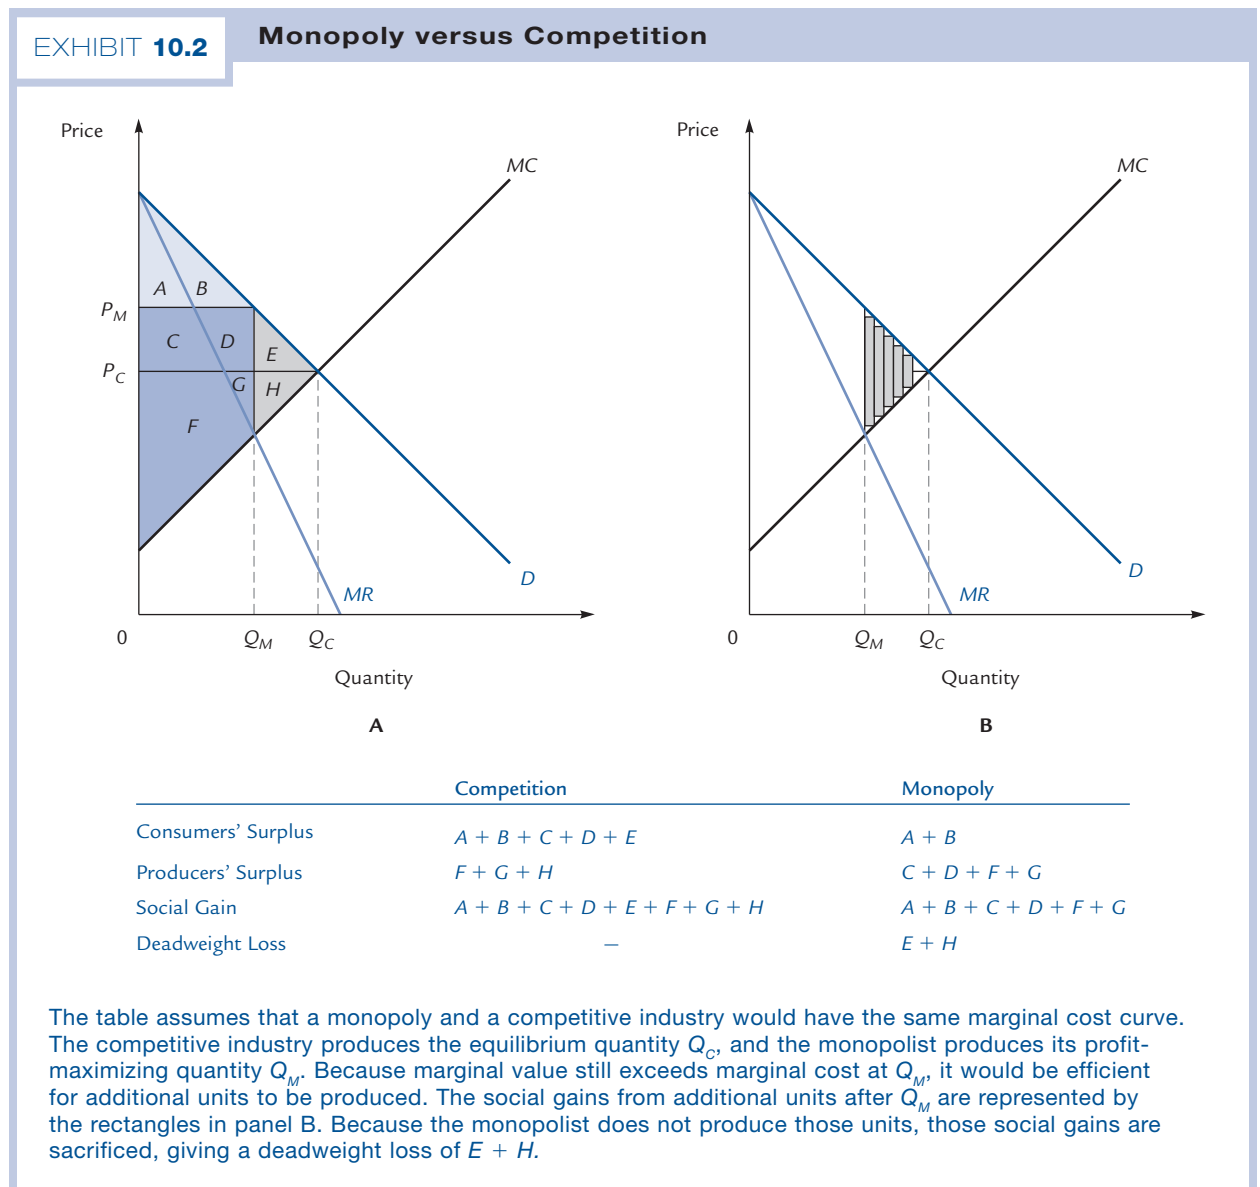 EXHIBIT 10.2
Monopoly versus Competition
Price
MC
A B
P_M
C D E
P_C
G H
F
D
MR
0 Q_M Q_C
Quantity
A
Price
MC
D
MR
0 Q_M Q_C
Quantity
B
Competition Monopoly
Consumers' Surplus A + B + C + D + E A + B
Producers' Surplus F + G + H C + D + F + G
Social Gain A + B + C + D + E + F + G + H A + B + C + D + F + G
Deadweight Loss — E + H
The table assumes that a monopoly and a competitive industry would have the same marginal cost curve.
The competitive industry produces the equilibrium quantity Q_C, and the monopolist produces its profit-
maximizing quantity Q_M. Because marginal value still exceeds marginal cost at Q_M, it would be efficient
for additional units to be produced. The social gains from additional units after Q_M are represented by
the rectangles in panel B. Because the monopolist does not produce those units, those social gains are
sacrificed, giving a deadweight loss of E + H.